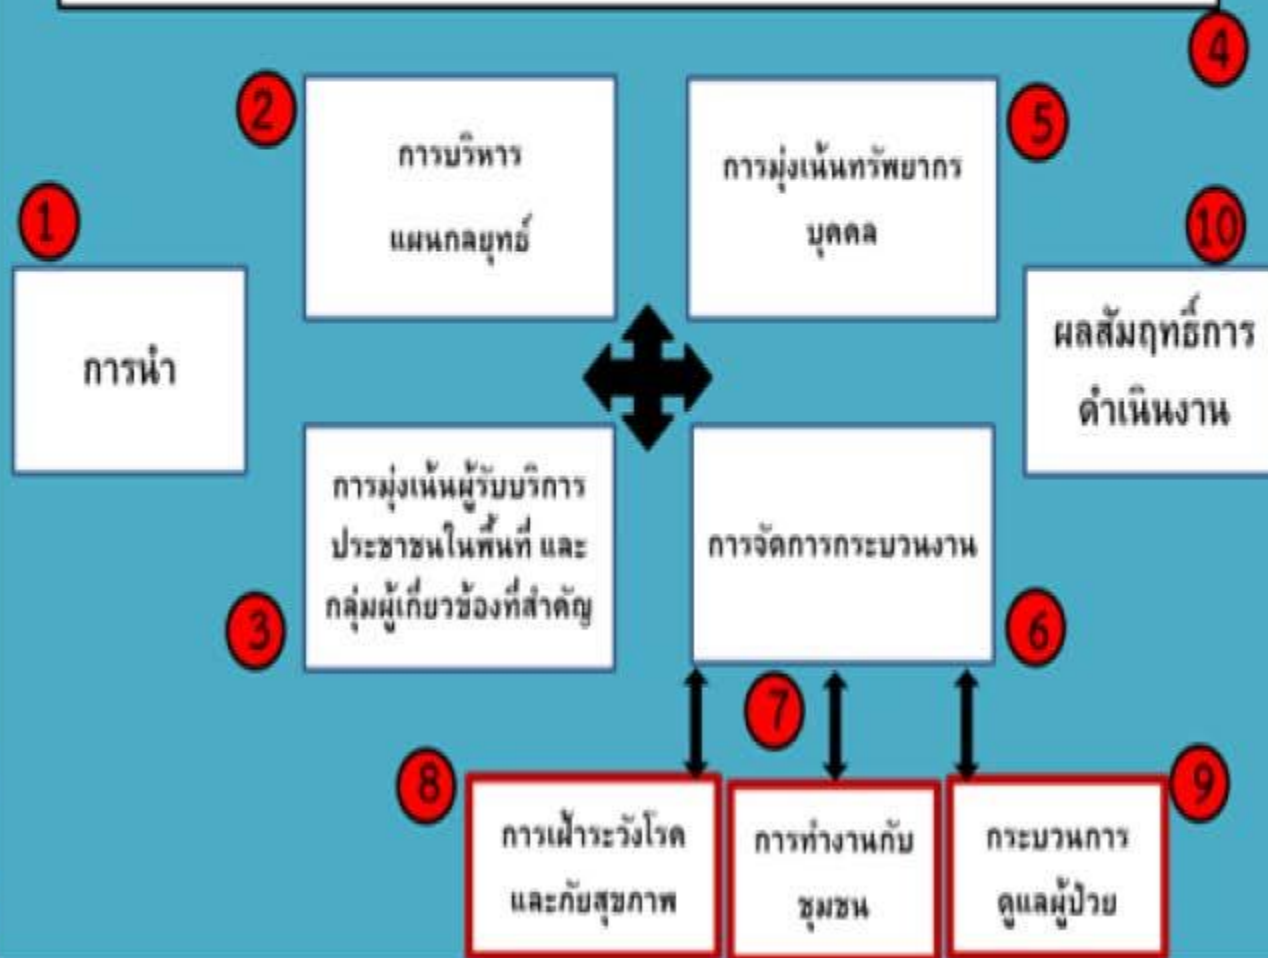 4
2
การบริหาร
แผนกลยุทธ์
5
การมุ่งเน้นทรัพยากร
บุคคล
1
การนำ
10
ผลสัมฤทธิ์การ
ดำเนินงาน
3
การมุ่งเน้นผู้รับบริการ
ประชาชนในพื้นที่ และ
กลุ่มผู้เกี่ยวข้องที่สำคัญ
การจัดการกระบวนงาน
6
7
8
การเฝ้าระวังโรค
และภัยสุขภาพ
การทำงานกับ
ชุมชน
9
กระบวนการ
ดูแลผู้ป่วย